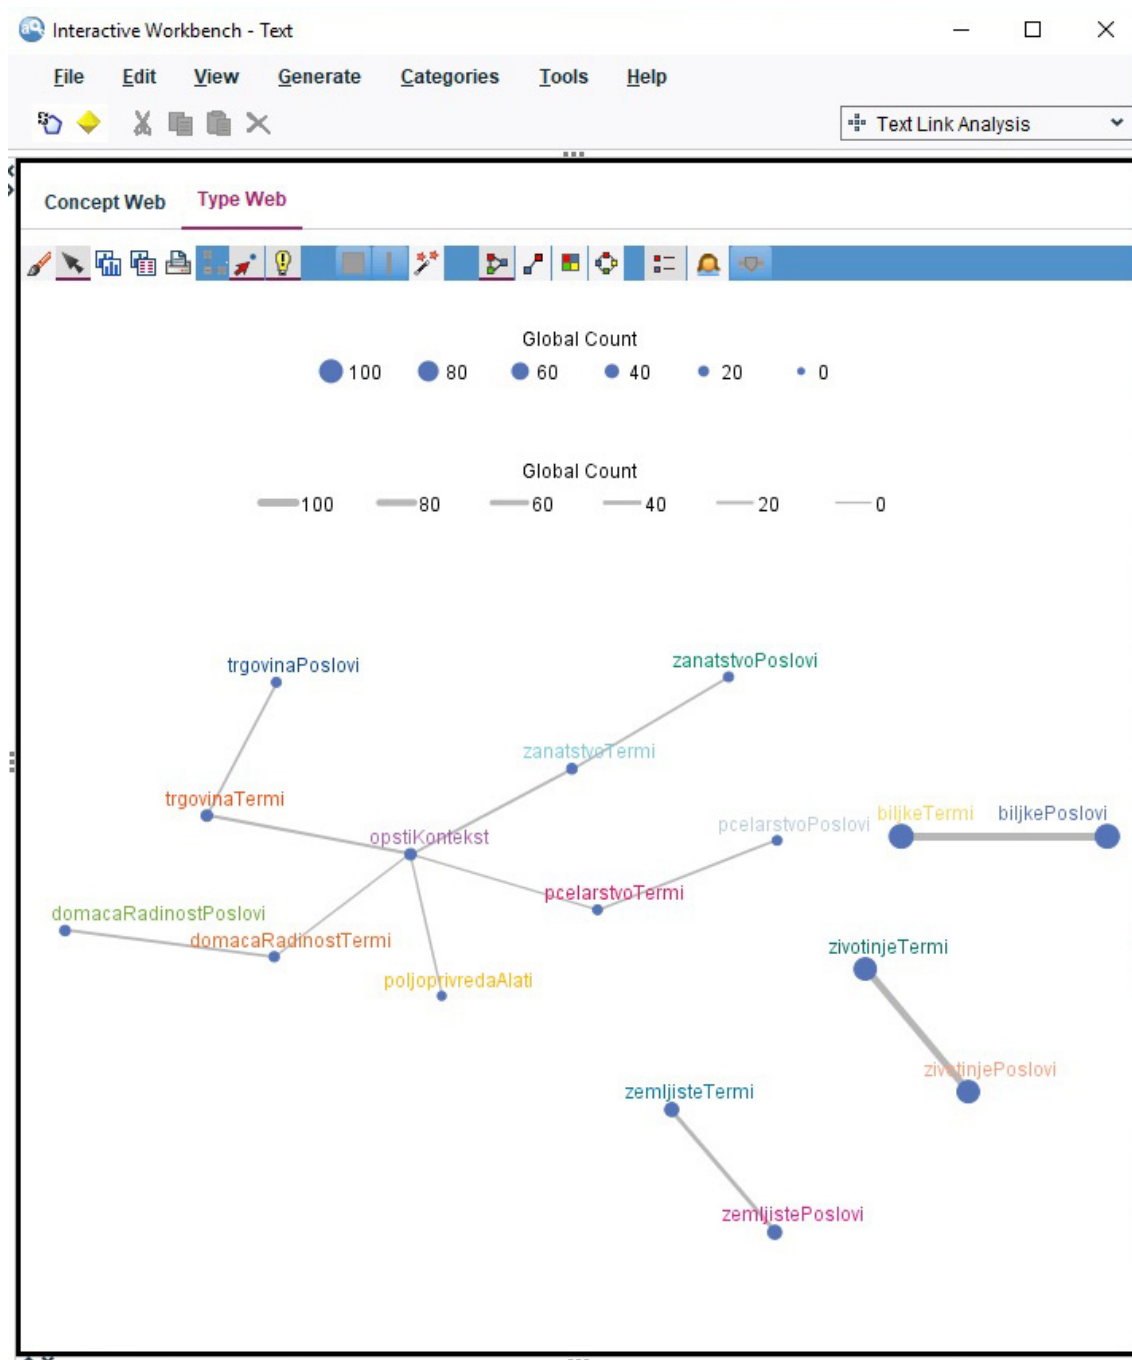 Interactive Workbench - Text
File Edit View Generate Categories Tools Help
Text Link Analysis
Concept Web Type Web
Global Count
100 80 60 40 20 0
Global Count
100 80 60 40 20 0
trgovinaPoslovi
zanatstvoPoslovi
zanatstvoTermi
trgovinaTermi
biljkeTermi
biljkePoslovi
pcelarstvoPoslovi
opstiKontekst
pcelarstvoTermi
domacaRadinostPoslovi
domacaRadinostTermi
zivotinjeTermi
poljoprivredaAlati
zivotinjePoslovi
zemljisteTermi
zemljistePoslovi